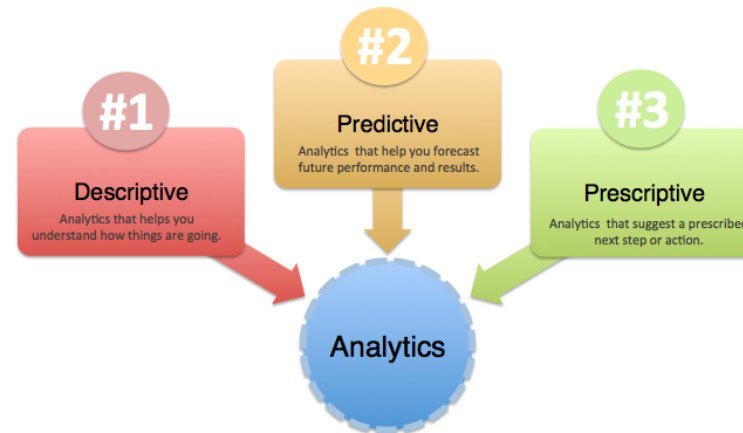 #1
Descriptive
Analytics that helps you
understand how things are going.
#2
Predictive
Analytics that help you forecast
future performance and results.
#3
Prescriptive
Analytics that suggest a prescribed
next step or action.
Analytics